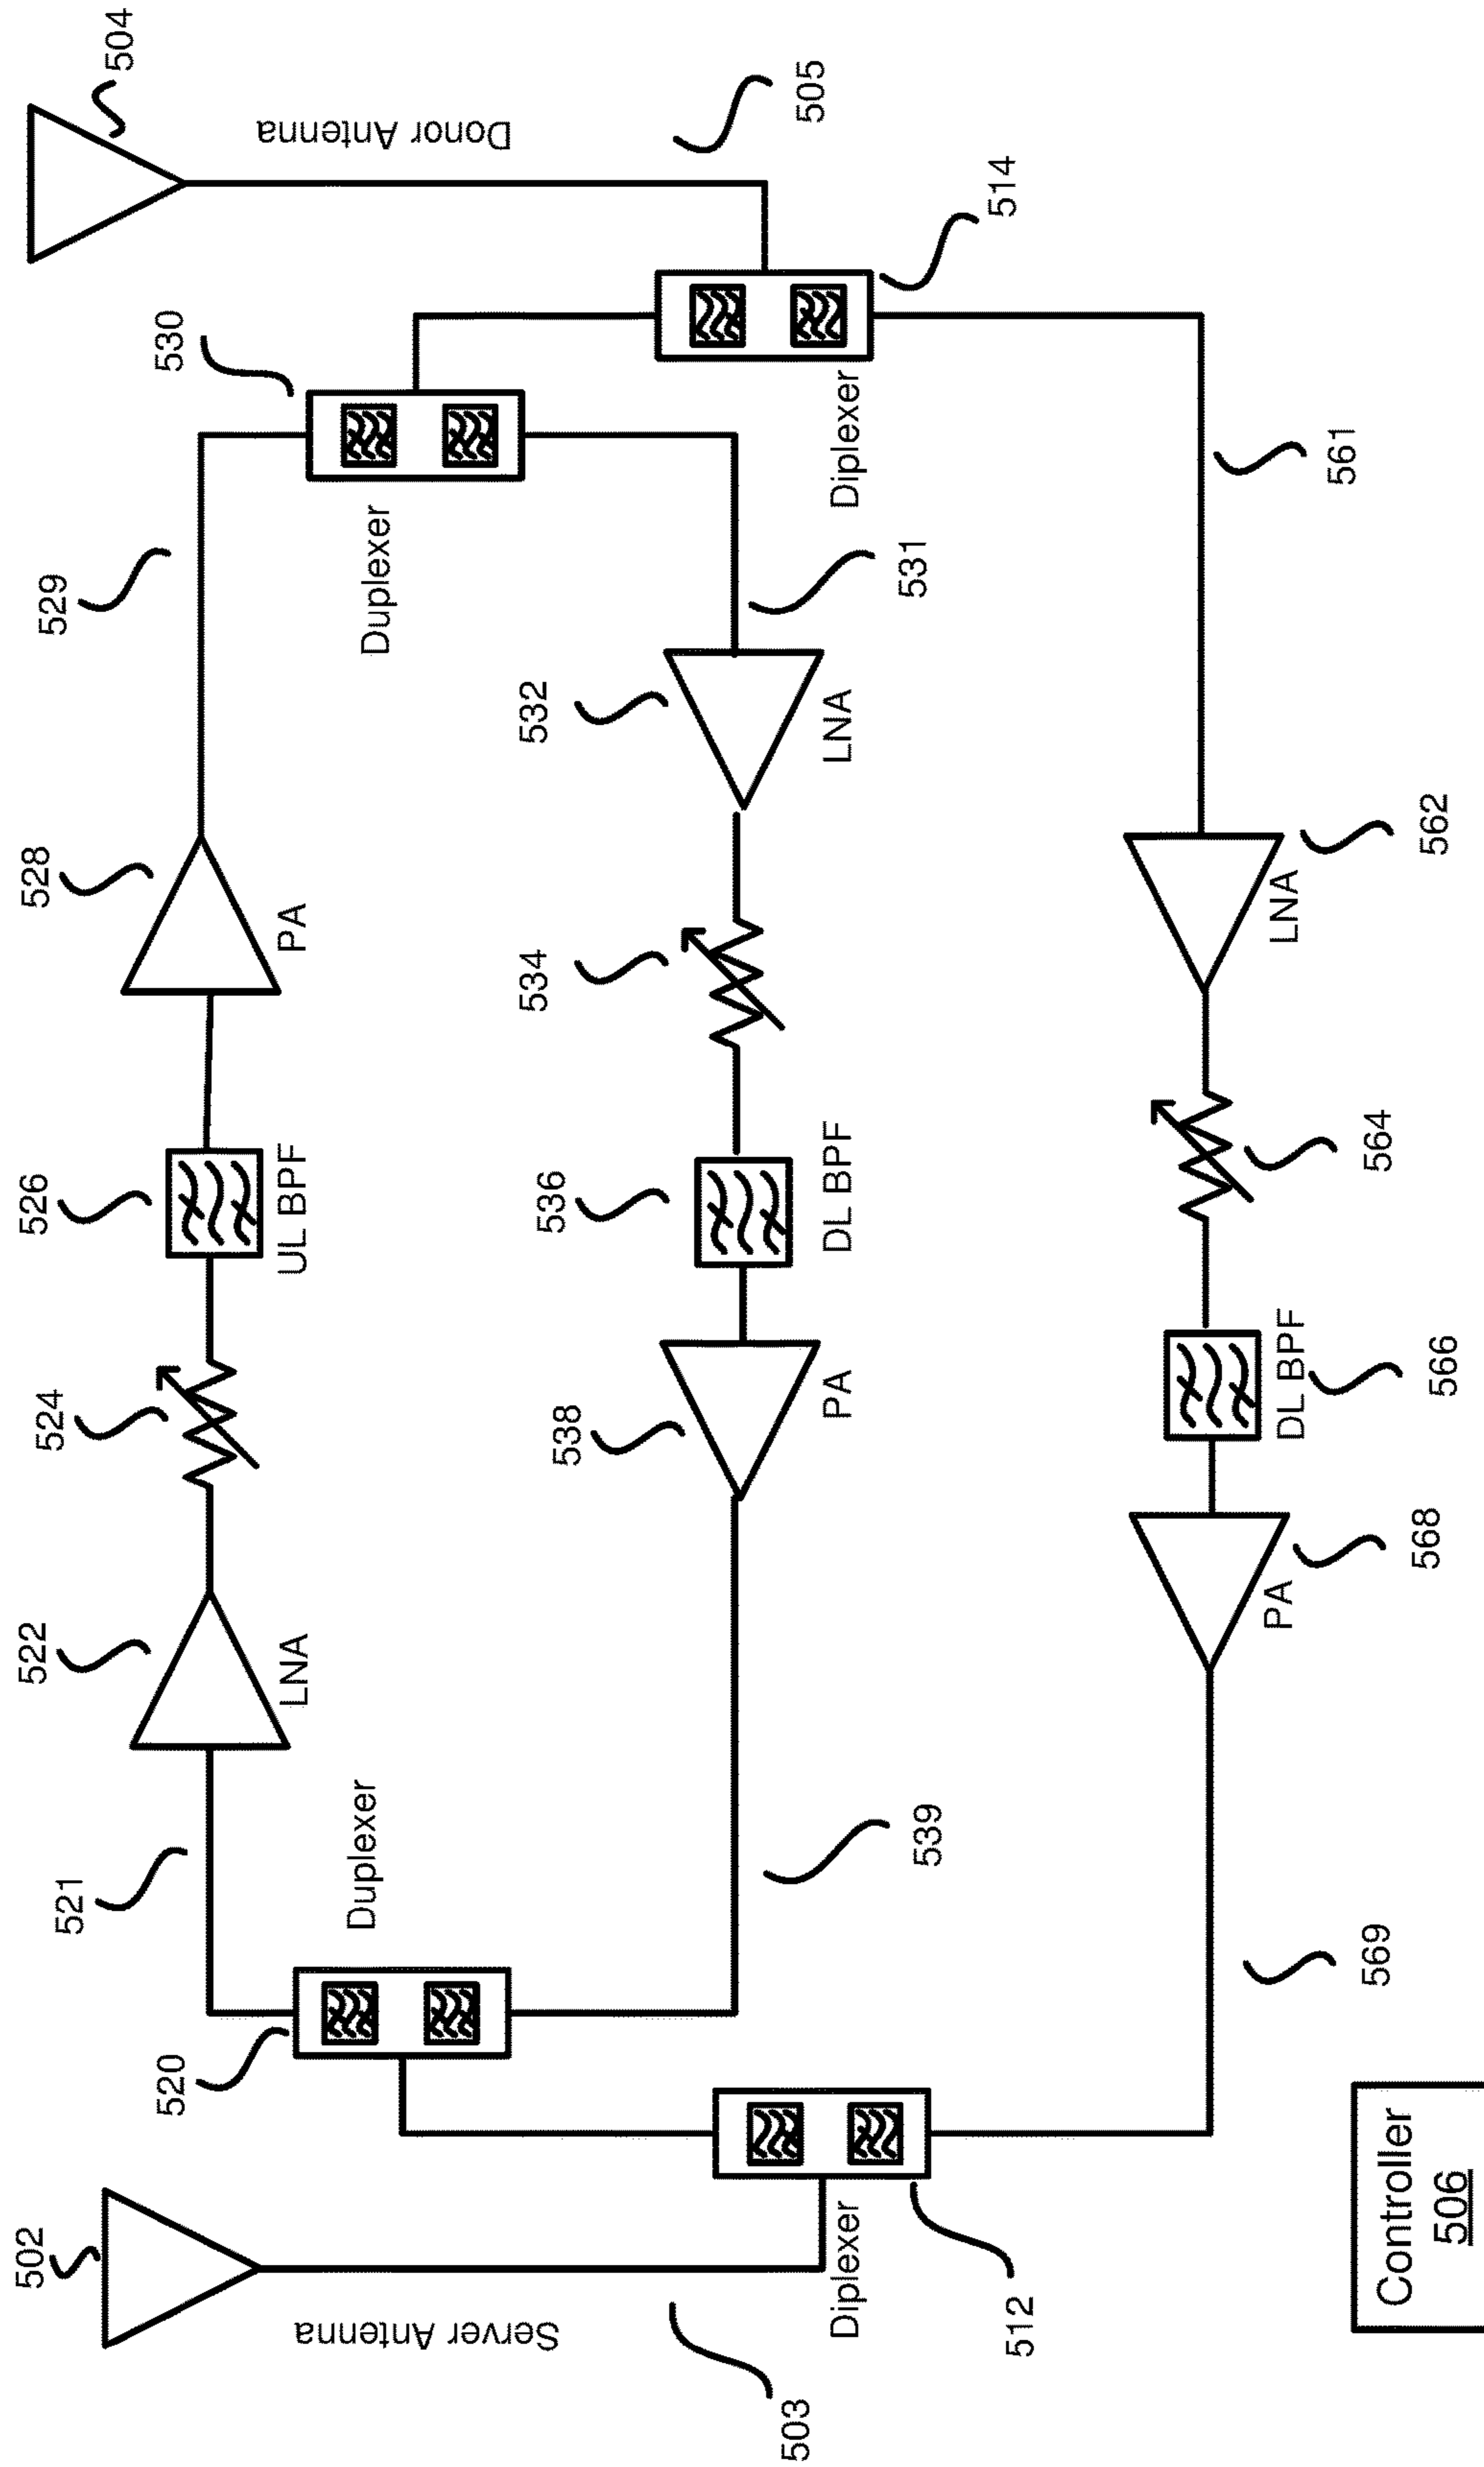 502
Server Antenna
503
Diplexer
512
520
Duplexer
521
522
LNA
524
526
UL BPF
528
PA
529
530
Duplexer
504
Donor Antenna
505
514
Diplexer
531
532
LNA
534
536
DL BPF
538
PA
539
561
562
LNA
564
566
DL BPF
568
PA
569
Controller
506